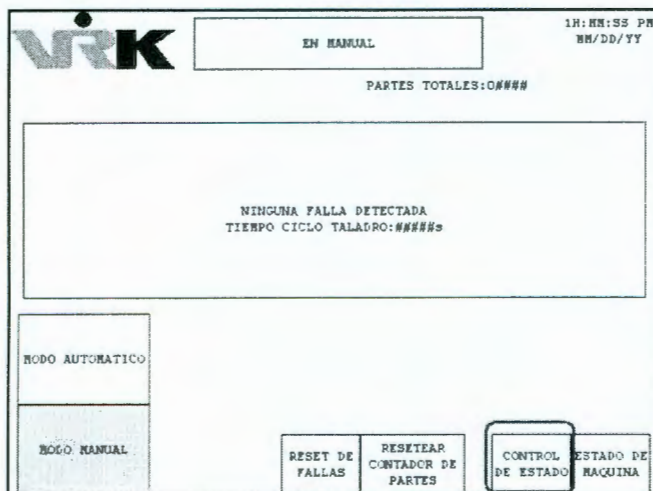 VRK
EN MANUAL
1H:MM:SS PM
MM/DD/YY
PARTES TOTALES:0####
NINGUNA FALLA DETECTADA
TIEMPO CICLO TALADRO:#####s
MODO AUTOMATICO
MODO MANUAL
RESET DE
FALLAS
RESETEAR
CONTADOR DE
PARTES
CONTROL
DE ESTADO
ESTADO DE
MAQUINA